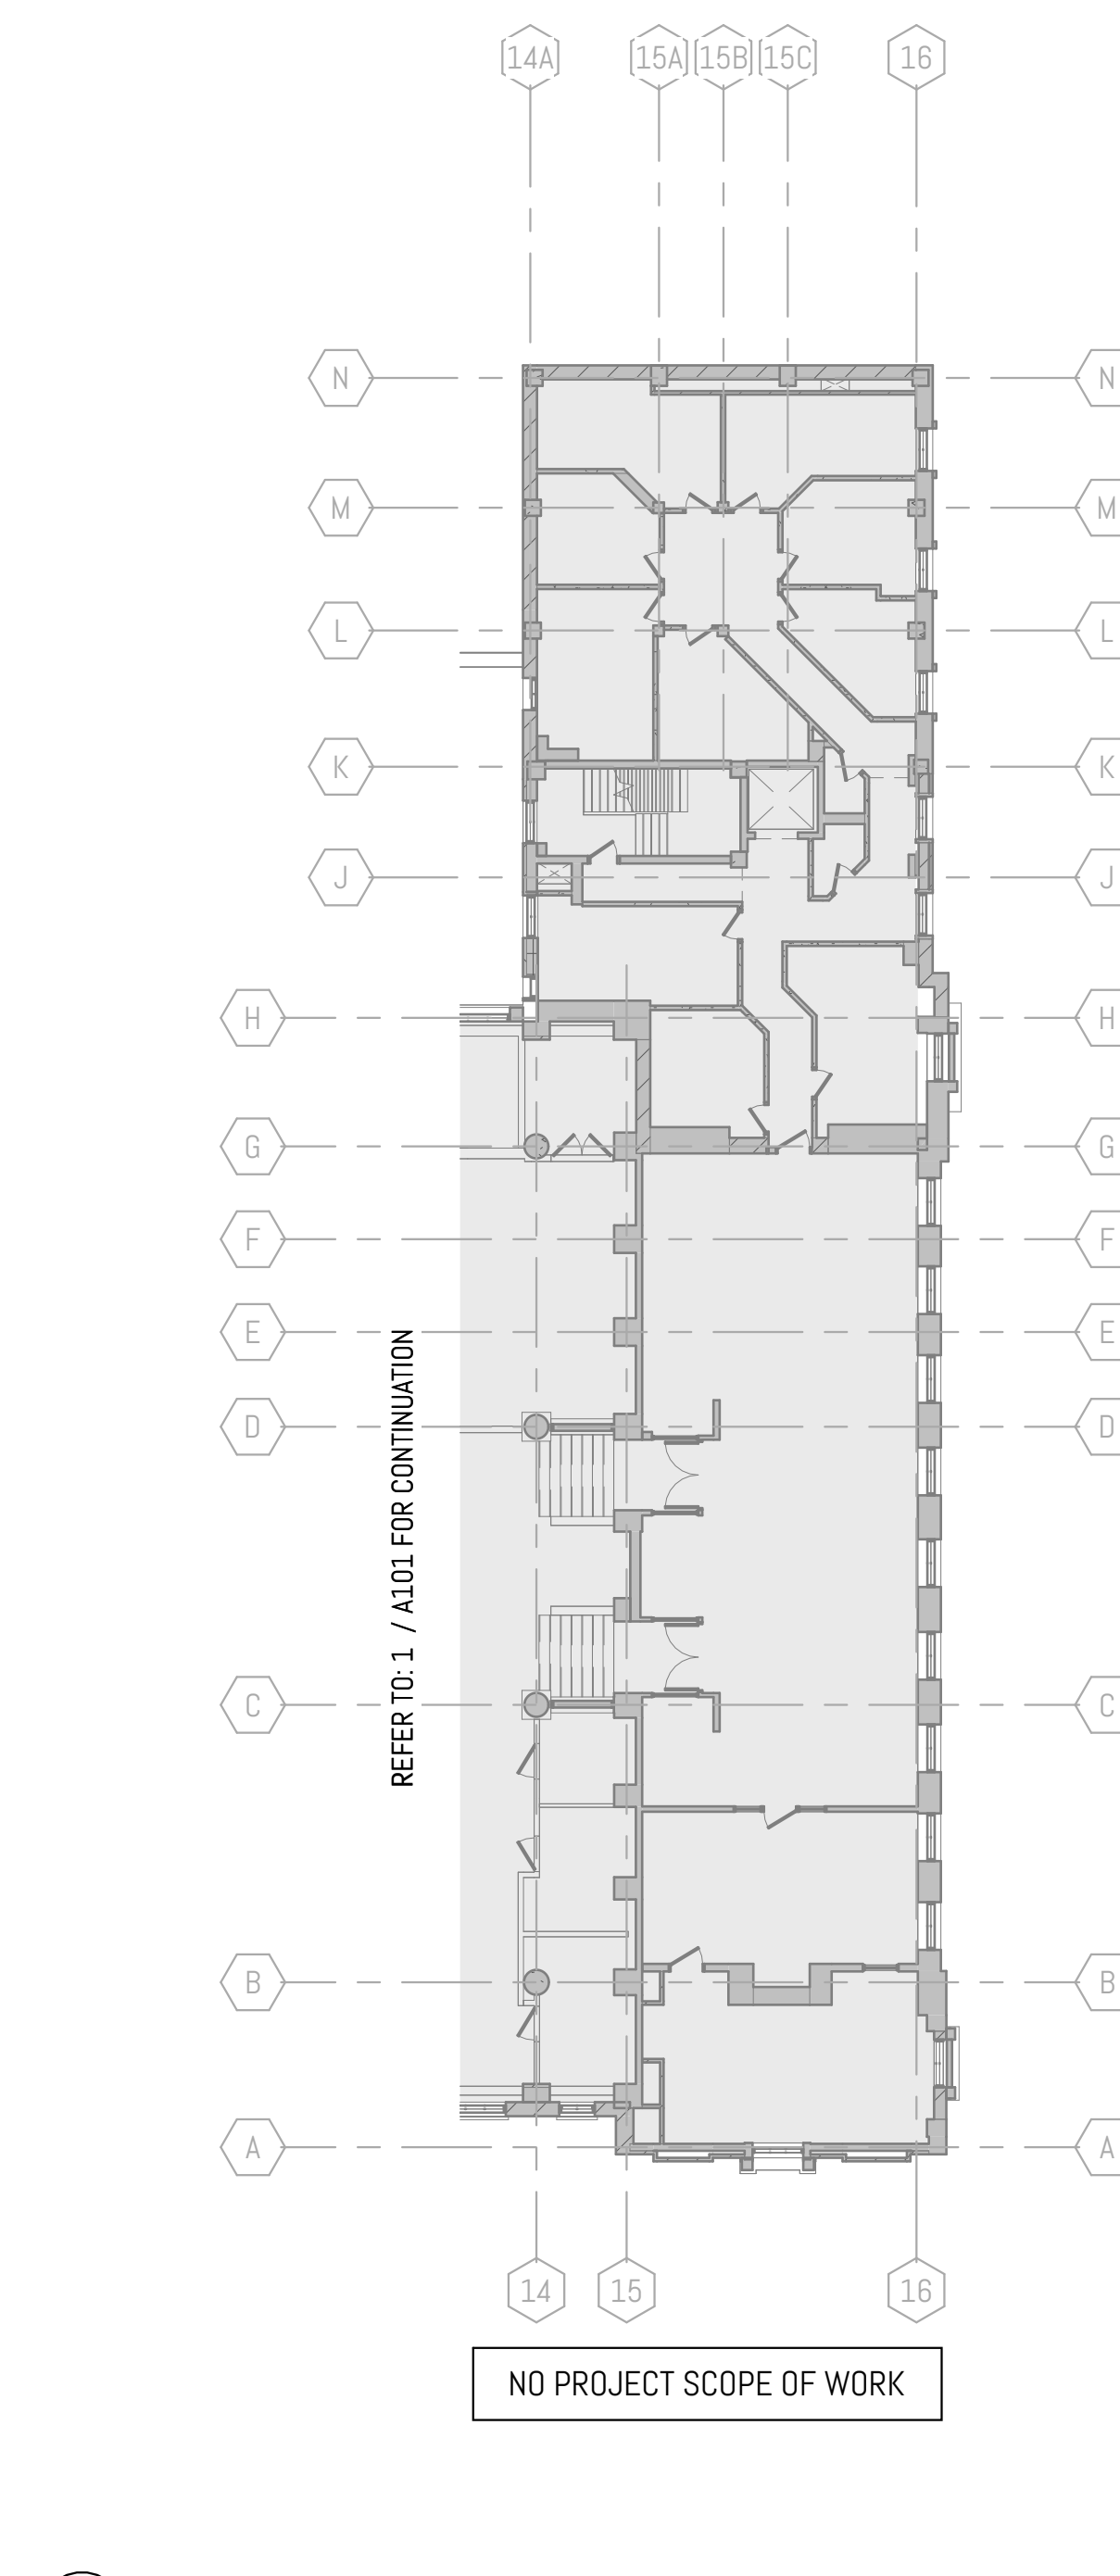 14A 15A 15B 15C 16
N N
M M
L L
K K
J J
H H
G G
F F
E E
D D
REFER TO: 1 / A101 FOR CONTINUATION
C C
B B
A A
14 15 16
NO PROJECT SCOPE OF WORK